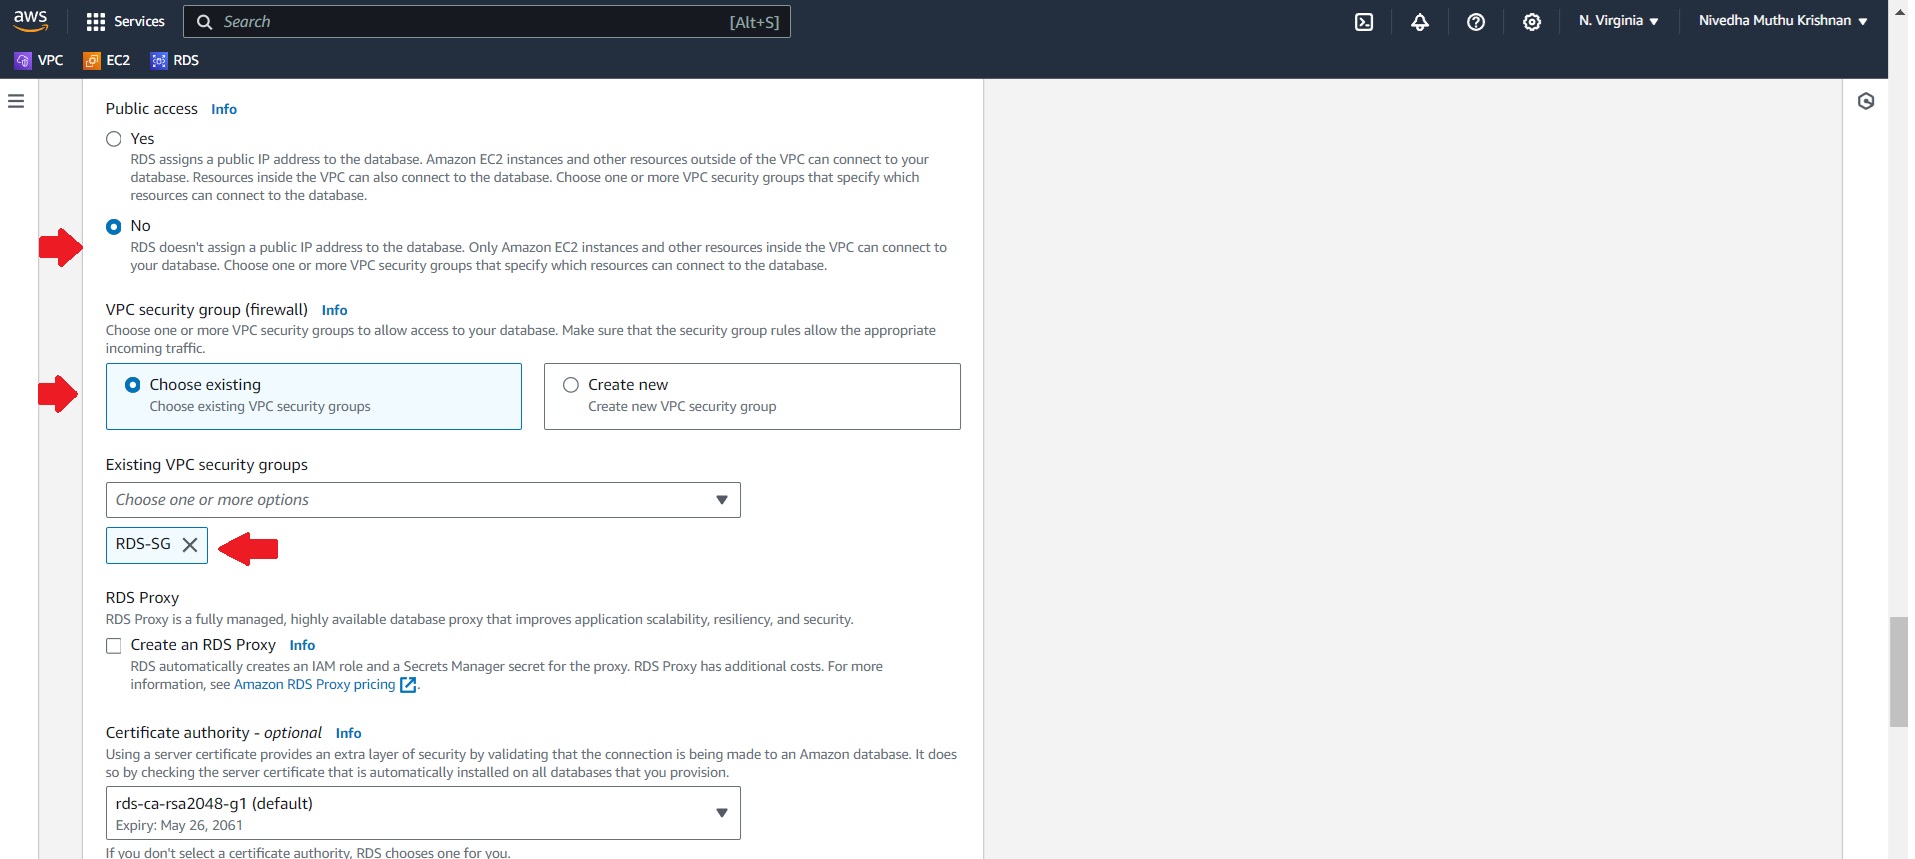 aws
Services
Search
[Alt+S]
N. Virginia
Nivedha Muthu Krishnan
VPC
EC2
RDS
Public access Info
Yes
RDS assigns a public IP address to the database. Amazon EC2 instances and other resources outside of the VPC can connect to your
database. Resources inside the VPC can also connect to the database. Choose one or more VPC security groups that specify which
resources can connect to the database.
No
RDS doesn't assign a public IP address to the database. Only Amazon EC2 instances and other resources inside the VPC can connect to
your database. Choose one or more VPC security groups that specify which resources can connect to the database.
VPC security group (firewall) Info
Choose one or more VPC security groups to allow access to your database. Make sure that the security group rules allow the appropriate
incoming traffic.
Choose existing
Choose existing VPC security groups
Create new
Create new VPC security group
Existing VPC security groups
Choose one or more options
RDS-SG
RDS Proxy
RDS Proxy is a fully managed, highly available database proxy that improves application scalability, resiliency, and security.
Create an RDS Proxy Info
RDS automatically creates an IAM role and a Secrets Manager secret for the proxy. RDS Proxy has additional costs. For more
information, see Amazon RDS Proxy pricing.
Certificate authority - optional Info
Using a server certificate provides an extra layer of security by validating that the connection is being made to an Amazon database. It does
so by checking the server certificate that is automatically installed on all databases that you provision.
rds-ca-rsa2048-g1 (default)
Expiry: May 26, 2061
If you don't select a certificate authority, RDS chooses one for you.